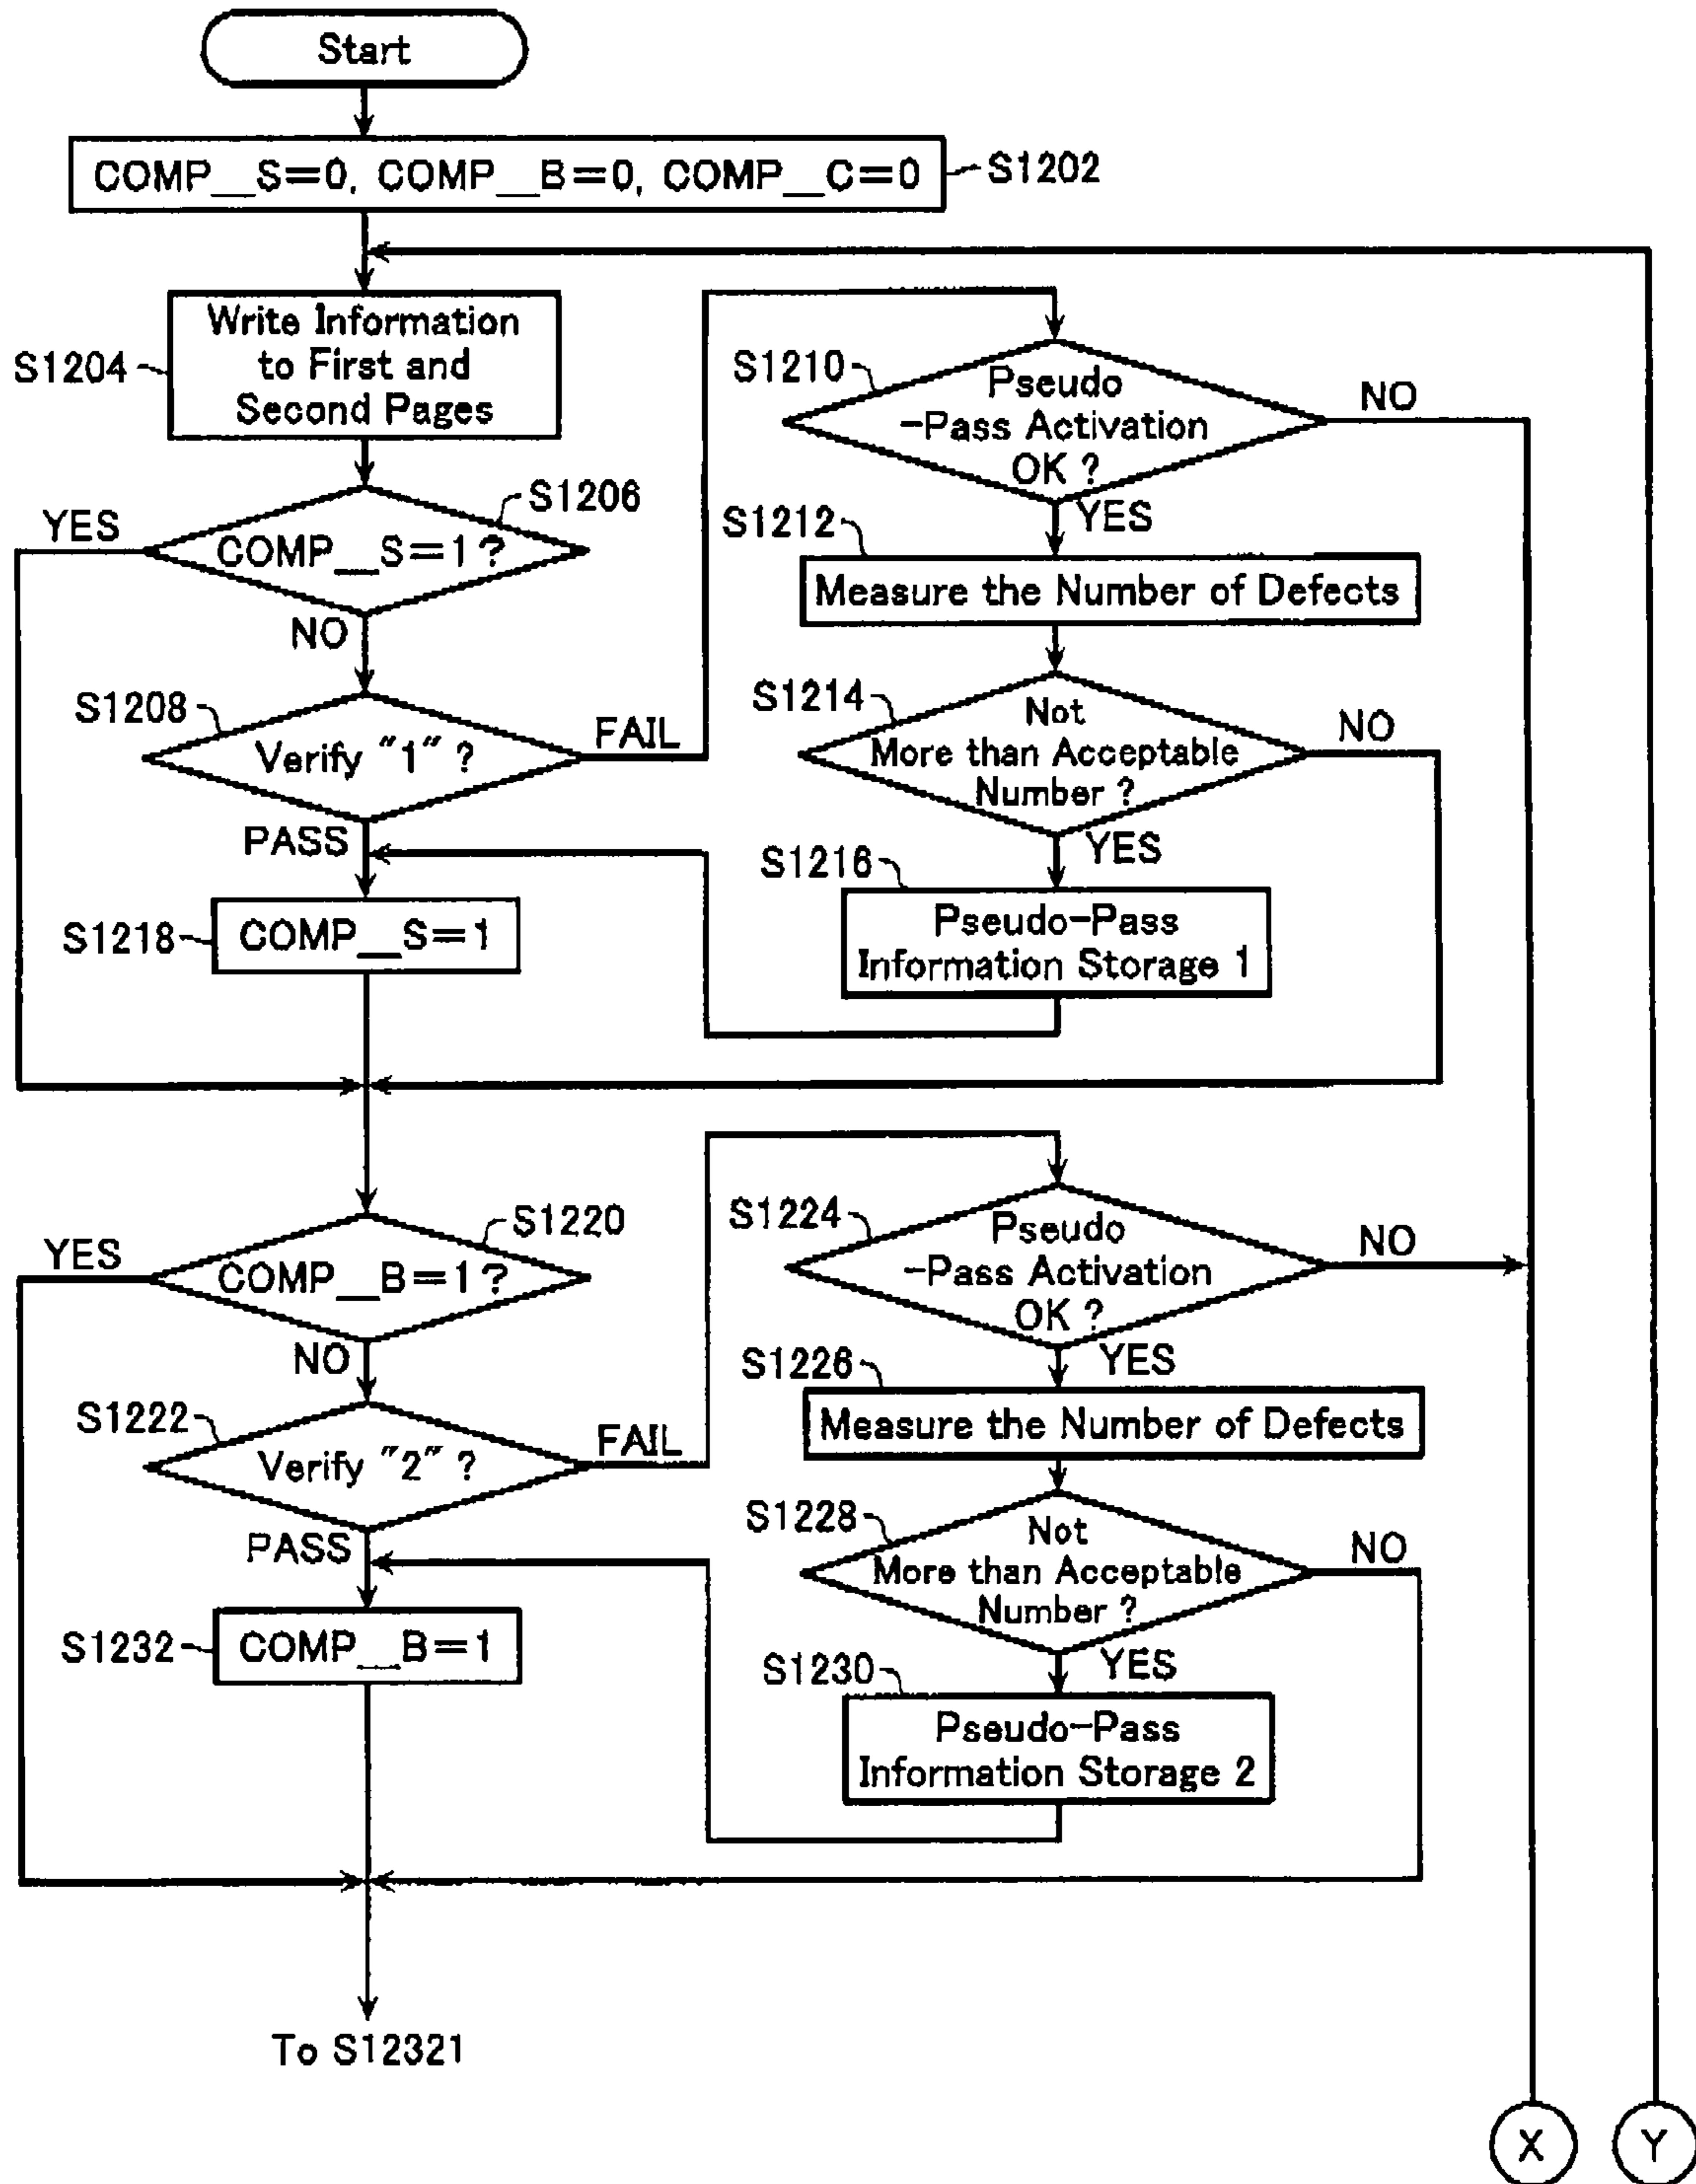 Start
COMP__S=0, COMP__B=0, COMP__C=0
S1202
Write Information
to First and
Second Pages
S1204
S1206
YES
COMP__S=1?
NO
S1208
Verify "1" ?
FAIL
PASS
S1218
COMP__S=1
S1210
Pseudo
-Pass Activation
OK ?
NO
YES
S1212
Measure the Number of Defects
S1214
Not
More than Acceptable
Number ?
NO
YES
S1216
Pseudo-Pass
Information Storage 1
S1220
YES
COMP__B=1?
NO
S1222
Verify "2" ?
FAIL
PASS
S1232
COMP__B=1
S1224
Pseudo
-Pass Activation
OK ?
NO
YES
S1226
Measure the Number of Defects
S1228
Not
More than Acceptable
Number ?
NO
YES
S1230
Pseudo-Pass
Information Storage 2
To S12321
X
Y